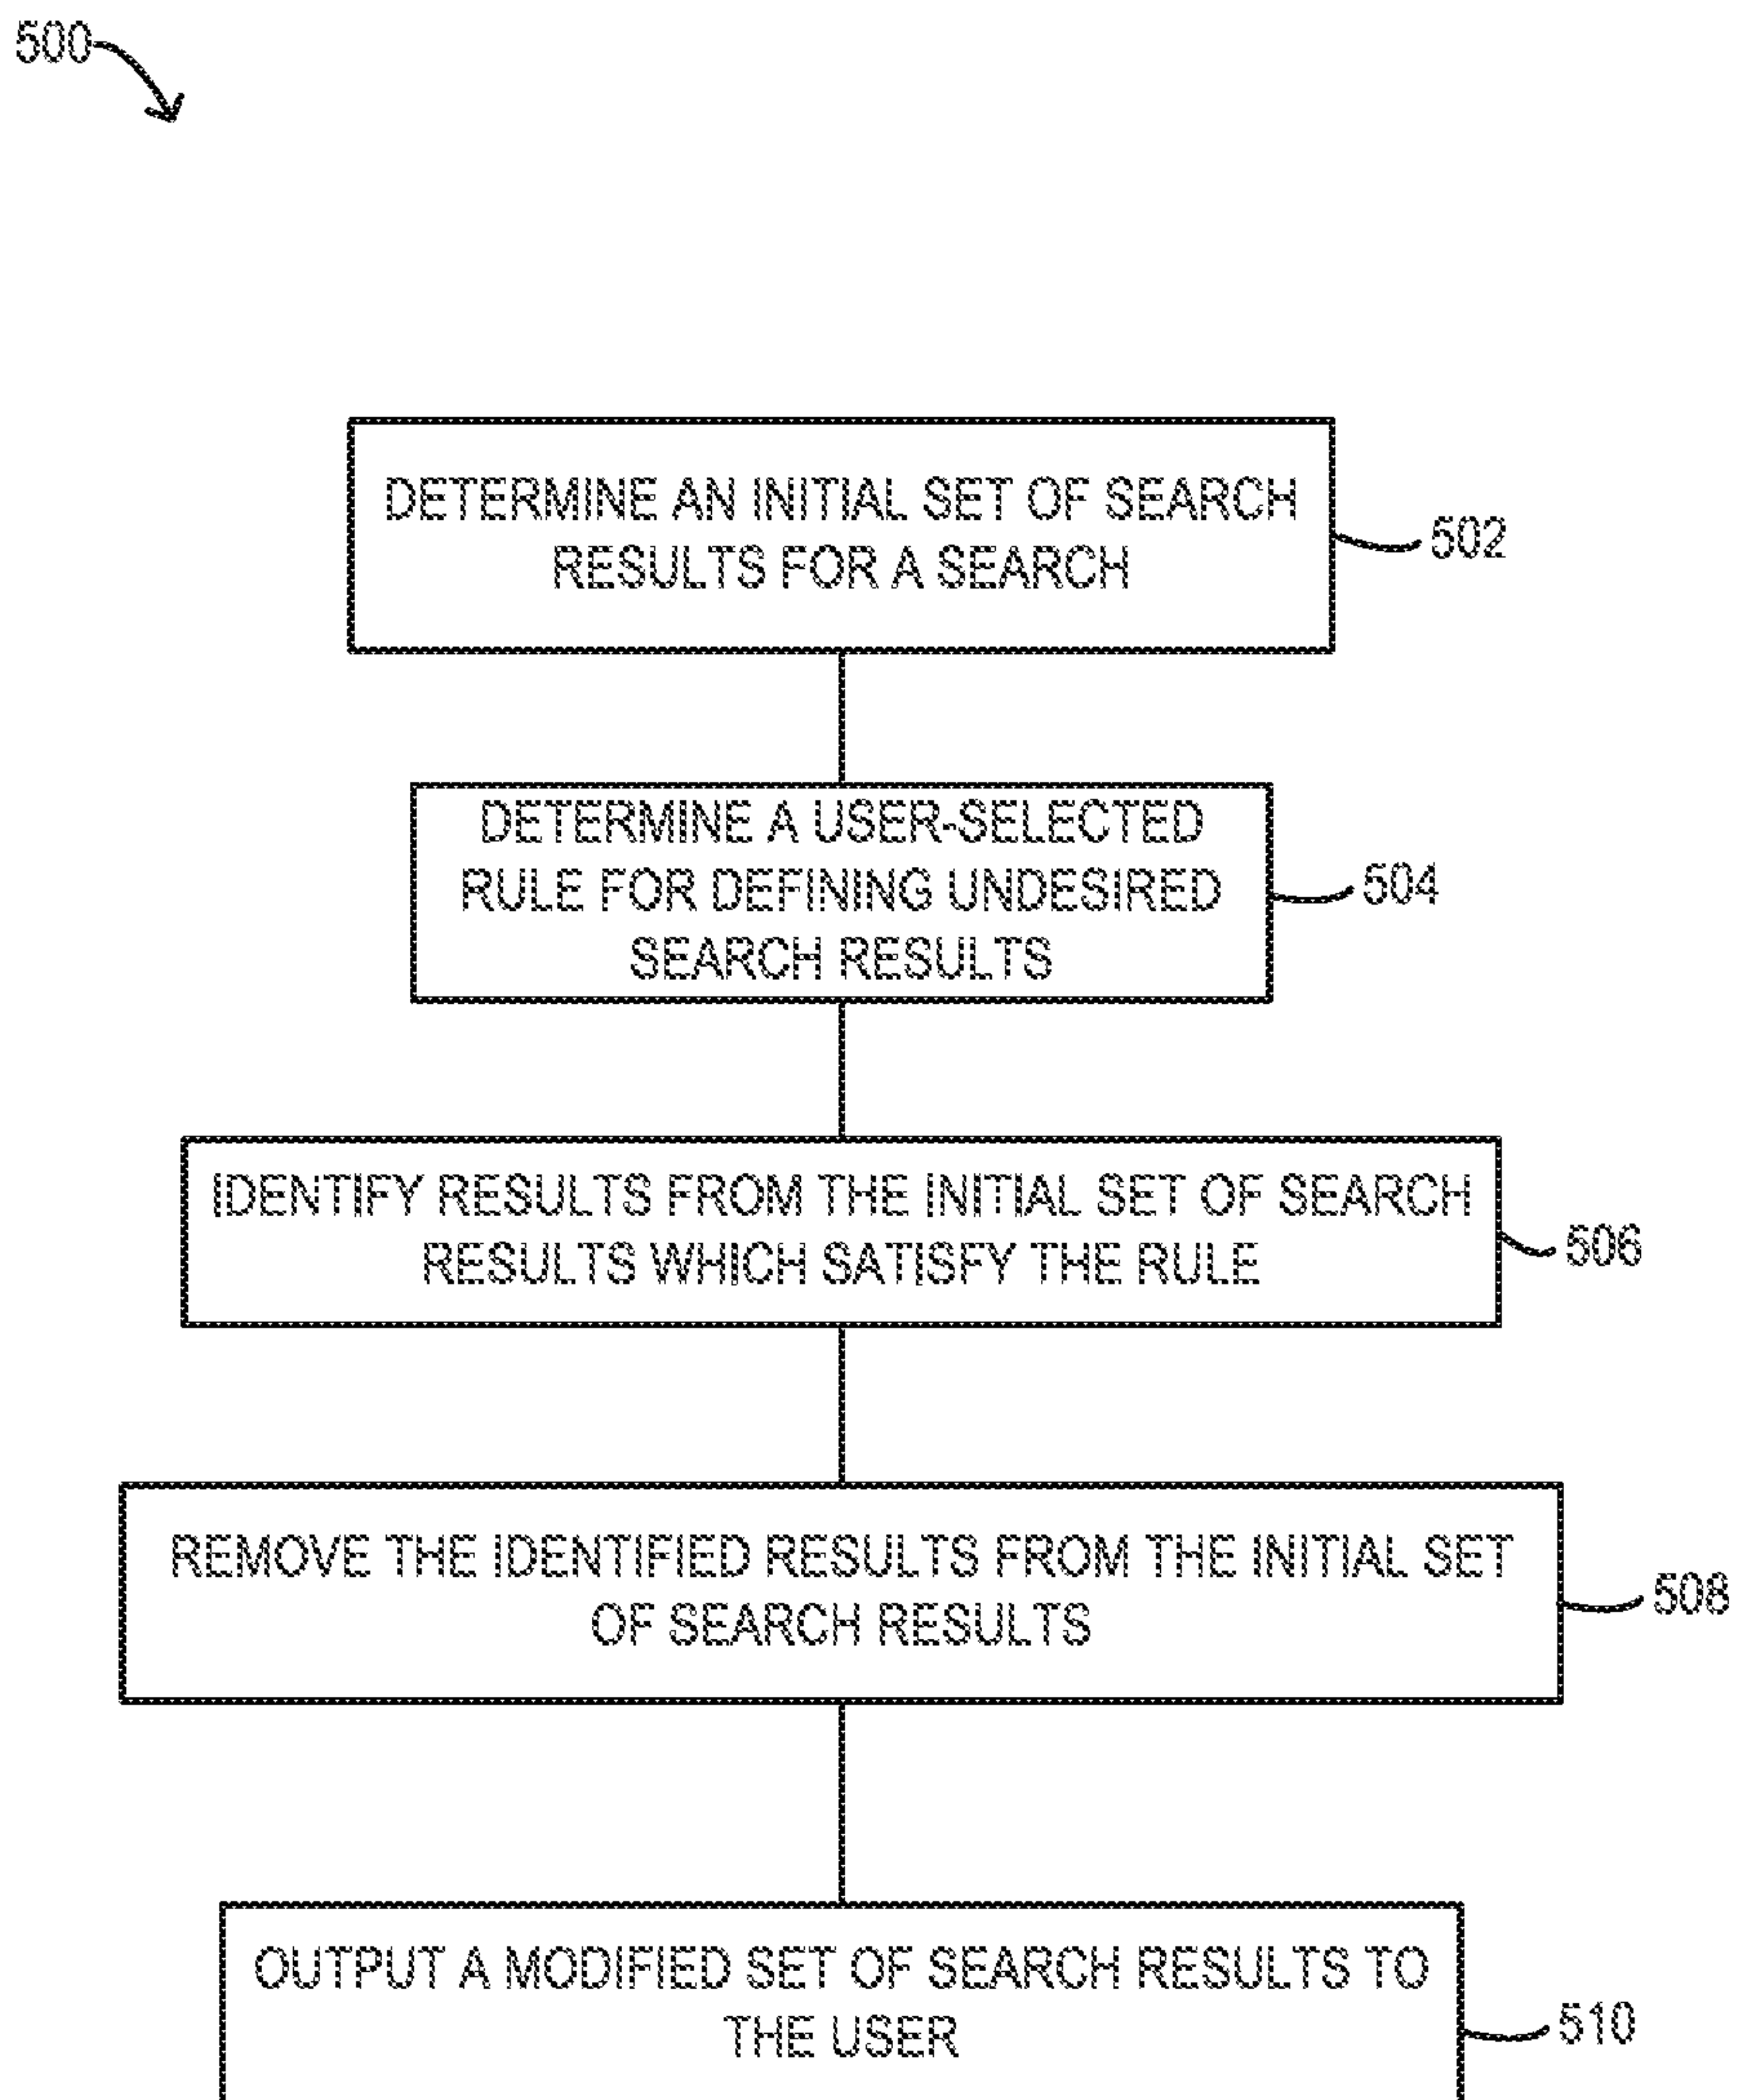 500
DETERMINE AN INITIAL SET OF SEARCH
RESULTS FOR A SEARCH
502
DETERMINE A USER-SELECTED
RULE FOR DEFINING UNDESIRED
SEARCH RESULTS
504
IDENTIFY RESULTS FROM THE INITIAL SET OF SEARCH
RESULTS WHICH SATISFY THE RULE
506
REMOVE THE IDENTIFIED RESULTS FROM THE INITIAL SET
OF SEARCH RESULTS
508
OUTPUT A MODIFIED SET OF SEARCH RESULTS TO
THE USER
510